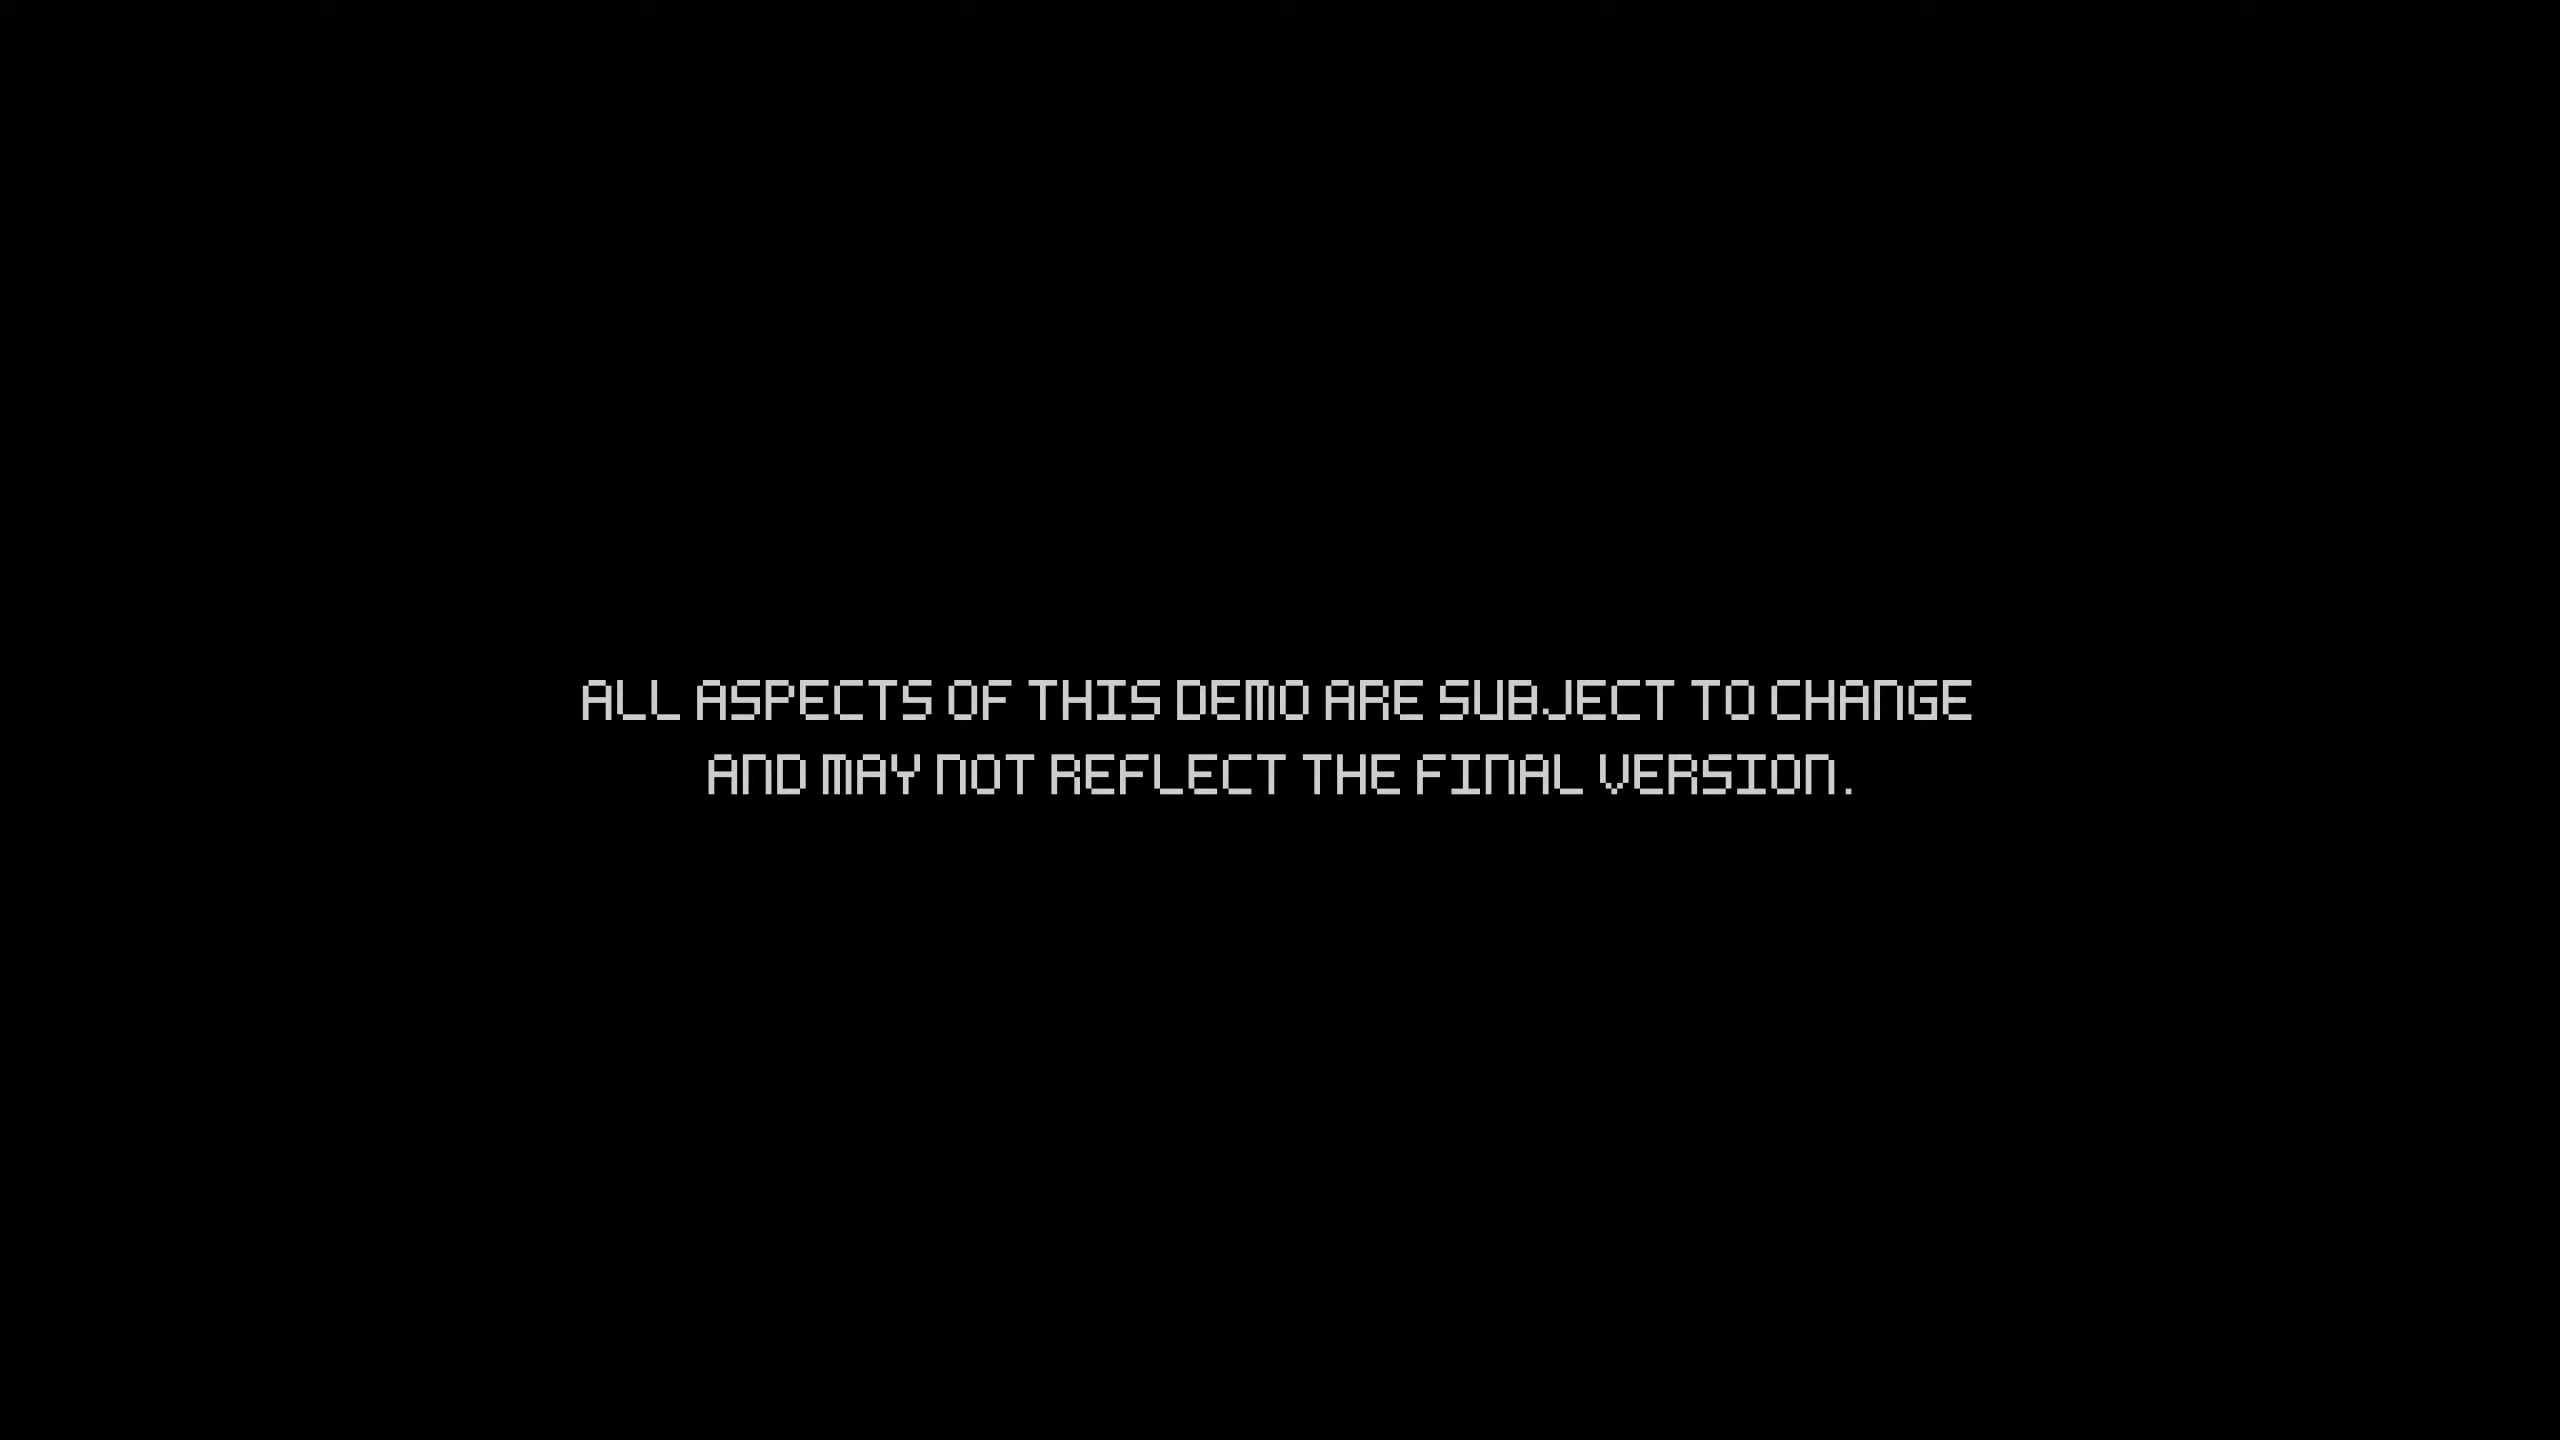 ALL ASPECTS OF THIS DEMO ARE SUBJECT TO CHANGE
AND MAY NOT REFLECT THE FINAL VERSION.